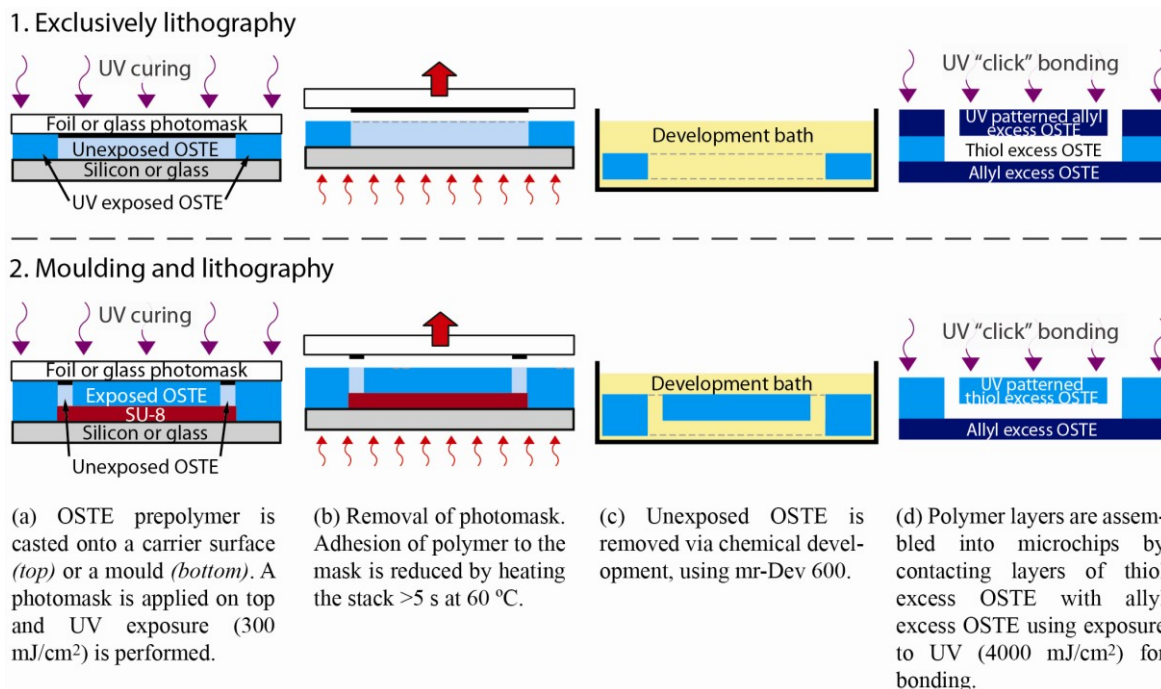 1. Exclusively lithography
UV curing
Foil or glass photomask
Unexposed OSTE
Silicon or glass
UV exposed OSTE
Development bath
UV “click” bonding
UV patterned allyl
excess OSTE
Thiol excess OSTE
Allyl excess OSTE
2. Moulding and lithography
UV curing
Foil or glass photomask
Exposed OSTE
SU-8
Silicon or glass
Unexposed OSTE
Development bath
UV “click” bonding
UV patterned
thiol excess OSTE
Allyl excess OSTE
(a) OSTE prepolymer is
casted onto a carrier surface
(top) or a mould (bottom). A
photomask is applied on top
and UV exposure (300
mJ/cm²) is performed.
(b) Removal of photomask.
Adhesion of polymer to the
mask is reduced by heating
the stack >5 s at 60 ºC.
(c) Unexposed OSTE is
removed via chemical devel-
opment, using mr-Dev 600.
(d) Polymer layers are assem-
bled into microchips by
contacting layers of thiol
excess OSTE with allyl
excess OSTE using exposure
to UV (4000 mJ/cm²) for
bonding.